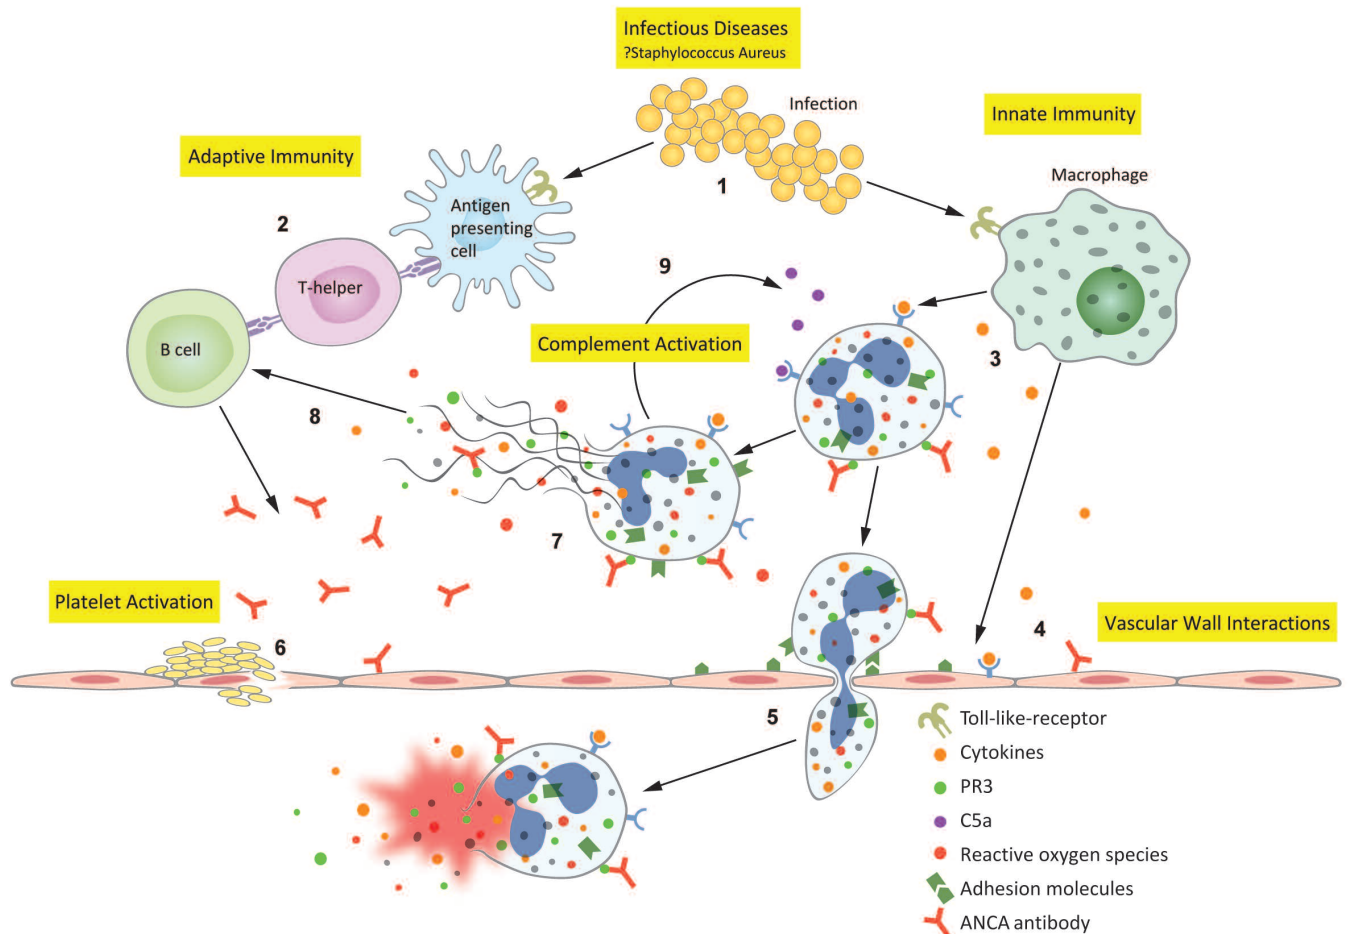 Infectious Diseases
?Staphylococcus Aureus
Infection
Innate Immunity
Adaptive Immunity
Macrophage
1
Antigen
presenting
cell
2
T-helper
9
B cell
Complement Activation
3
8
7
Platelet Activation
6
4
Vascular Wall Interactions
5
Toll-like-receptor
Cytokines
PR3
C5a
Reactive oxygen species
Adhesion molecules
ANCA antibody